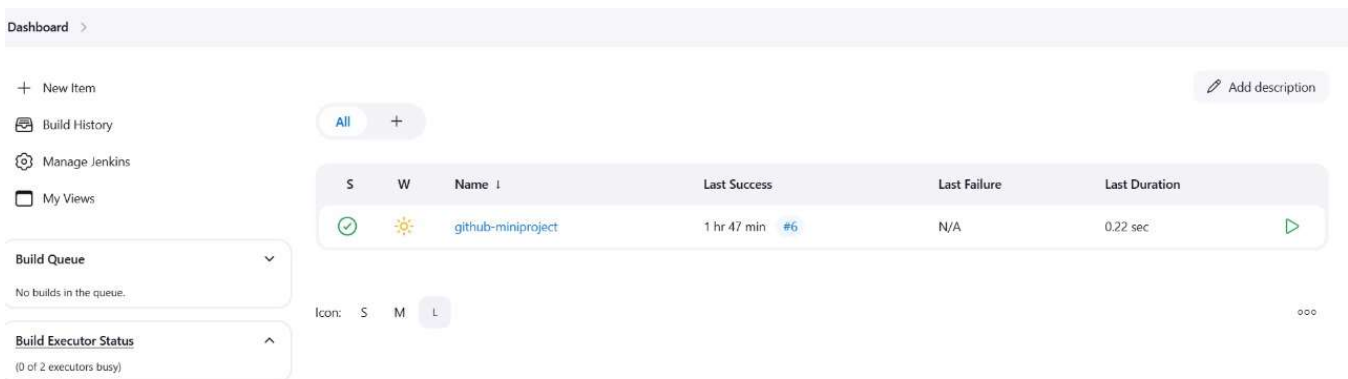 Dashboard >
New Item
Build History
Manage Jenkins
My Views
Build Queue
No builds in the queue.
Build Executor Status
(0 of 2 executors busy)
Add description
All +
S W Name ↓ Last Success Last Failure Last Duration
github-miniproject 1 hr 47 min #6 N/A 0.22 sec
Icon: S M L